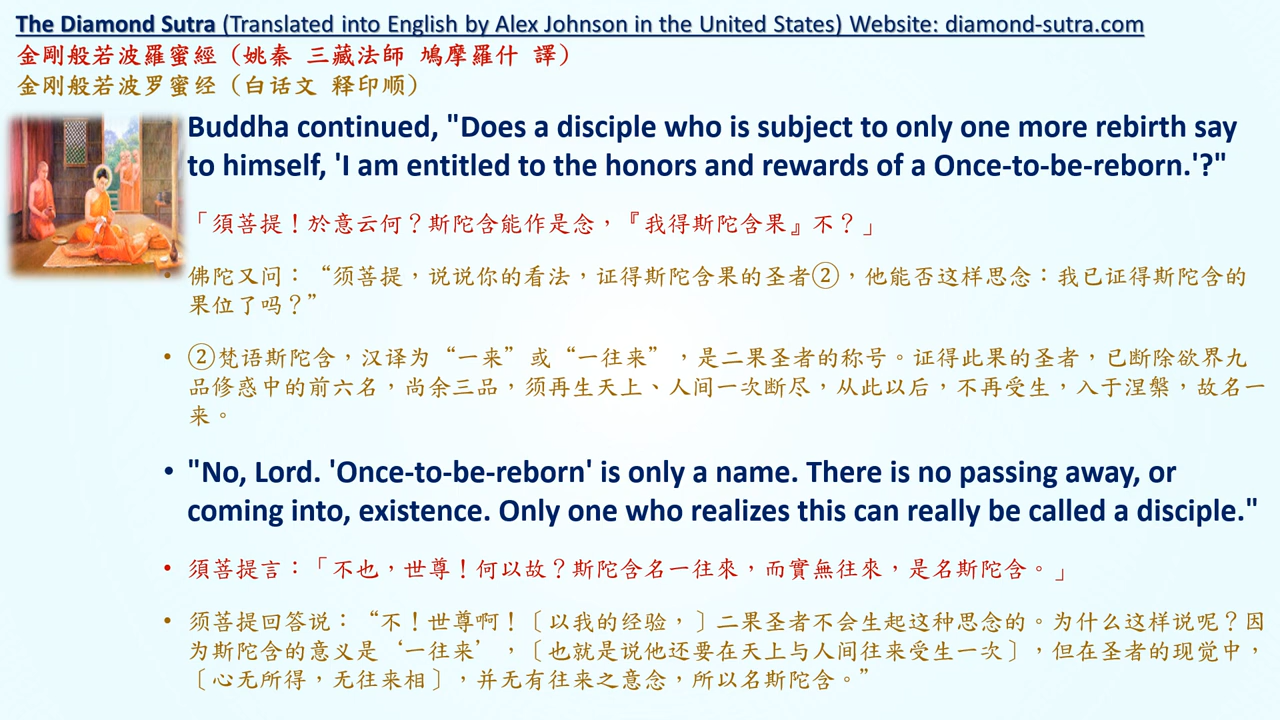 The Diamond Sutra (Translated into English by Alex Johnson in the United States) Website: diamond-sutra.com
金剛般若波羅蜜經（姚秦 三藏法師 鳩摩羅什 譯）
金刚般若波罗蜜经（白话文 释印顺）
Buddha continued, "Does a disciple who is subject to only one more rebirth say
to himself, 'I am entitled to the honors and rewards of a Once-to-be-reborn.'?"
「須菩提！於意云何？斯陀含能作是念，『我得斯陀含果』不？」
佛陀又问：“须菩提，说说你的看法，证得斯陀含果的圣者②，他能否这样思念：我已证得斯陀含的
果位了吗？”
• ②梵语斯陀含，汉译为“一来”或“一往来”，是二果圣者的称号。证得此果的圣者，已断除欲界九
品修惑中的前六名，尚余三品，须再生天上、人间一次断尽，从此以后，不再受生，入于涅槃，故名一
来。
• "No, Lord. 'Once-to-be-reborn' is only a name. There is no passing away, or
coming into, existence. Only one who realizes this can really be called a disciple."
• 須菩提言：「不也，世尊！何以故？斯陀含名一往來，而實無往來，是名斯陀含。」
• 须菩提回答说：“不！世尊啊！〔以我的经验，〕二果圣者不会生起这种思念的。为什么这样说呢？因
为斯陀含的意义是‘一往来’，〔也就是说他还要在天上与人间往来受生一次〕，但在圣者的现觉中，
〔心无所得，无往来相〕，并无有往来之意念，所以名斯陀含。”